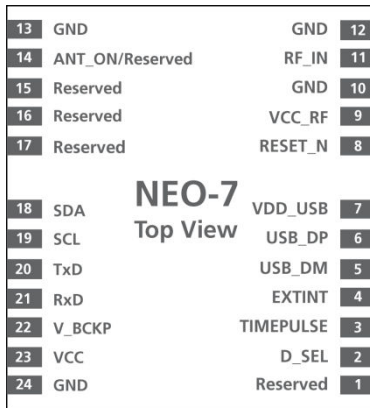 13 GND GND 12
14 ANT_ON/Reserved RF_IN 11
15 Reserved GND 10
16 Reserved VCC_RF 9
17 Reserved RESET_N 8
NEO-7
Top View
18 SDA VDD_USB 7
19 SCL USB_DP 6
20 TxD USB_DM 5
21 RxD EXTINT 4
22 V_BCKP TIMEPULSE 3
23 VCC D_SEL 2
24 GND Reserved 1